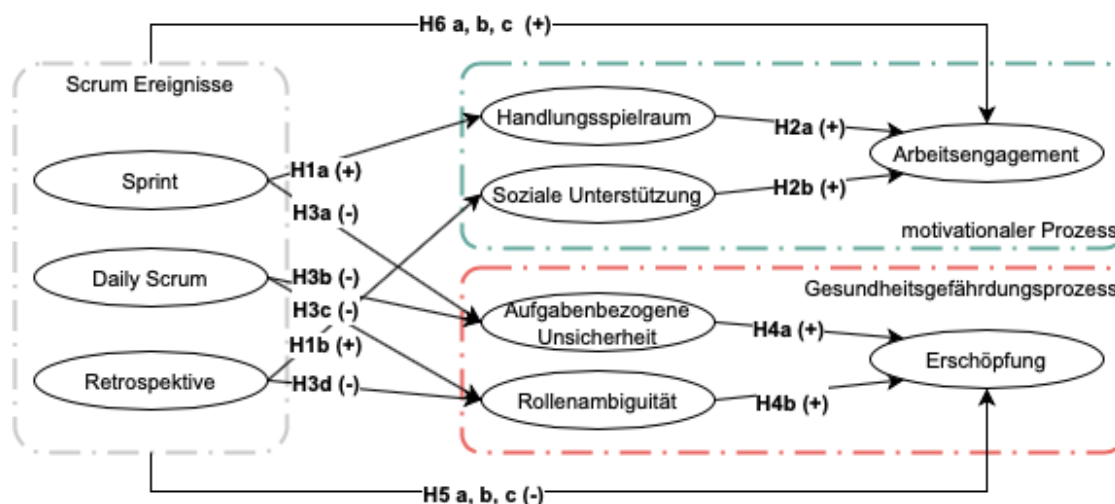 H6 a, b, c (+)
Scrum Ereignisse
Sprint
Daily Scrum
Retrospektive
H1a (+)
H3a (-)
H3b (-)
H3c (-)
H1b (+)
H3d (-)
Handlungsspielraum
Soziale Unterstützung
H2a (+)
H2b (+)
Arbeitsengagement
motivationaler Prozess
Gesundheitsgefährdungsprozess
Aufgabenbezogene
Unsicherheit
Rollenambiguität
H4a (+)
H4b (+)
Erschöpfung
H5 a, b, c (-)